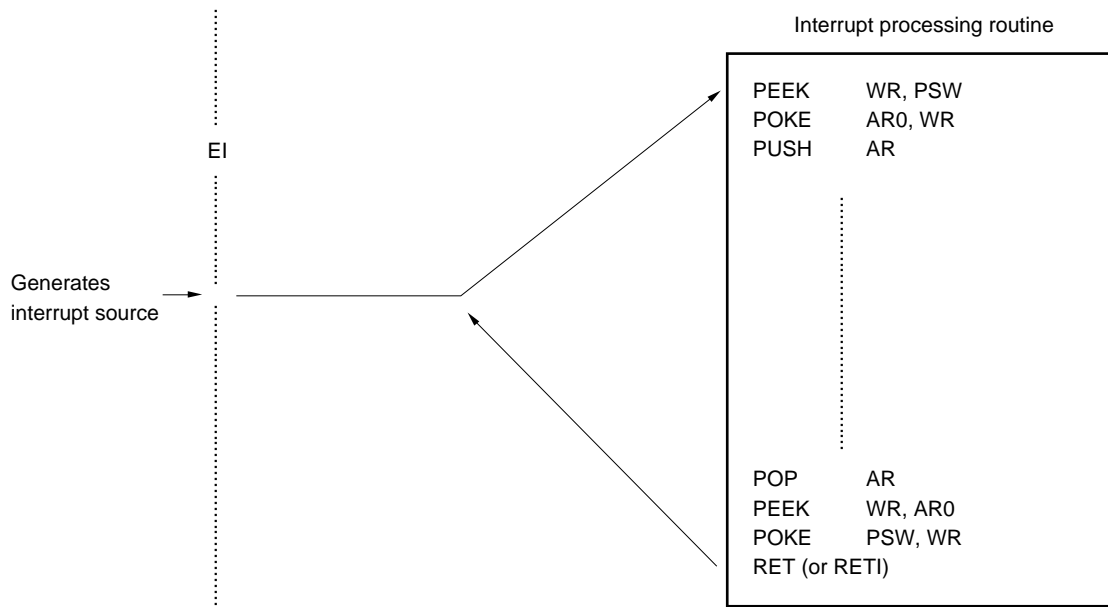 Interrupt processing routine
EI
Generates
interrupt source
PEEK WR, PSW
POKE AR0, WR
PUSH AR
POP AR
PEEK WR, AR0
POKE PSW, WR
RET (or RETI)